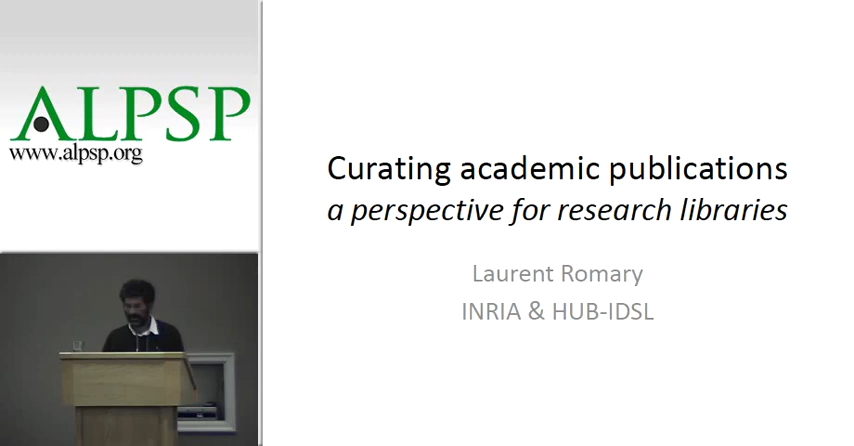 ALPSP
www.alpsp.org
Curating academic publications
a perspective for research libraries
Laurent Romary
INRIA & HUB-IDSL